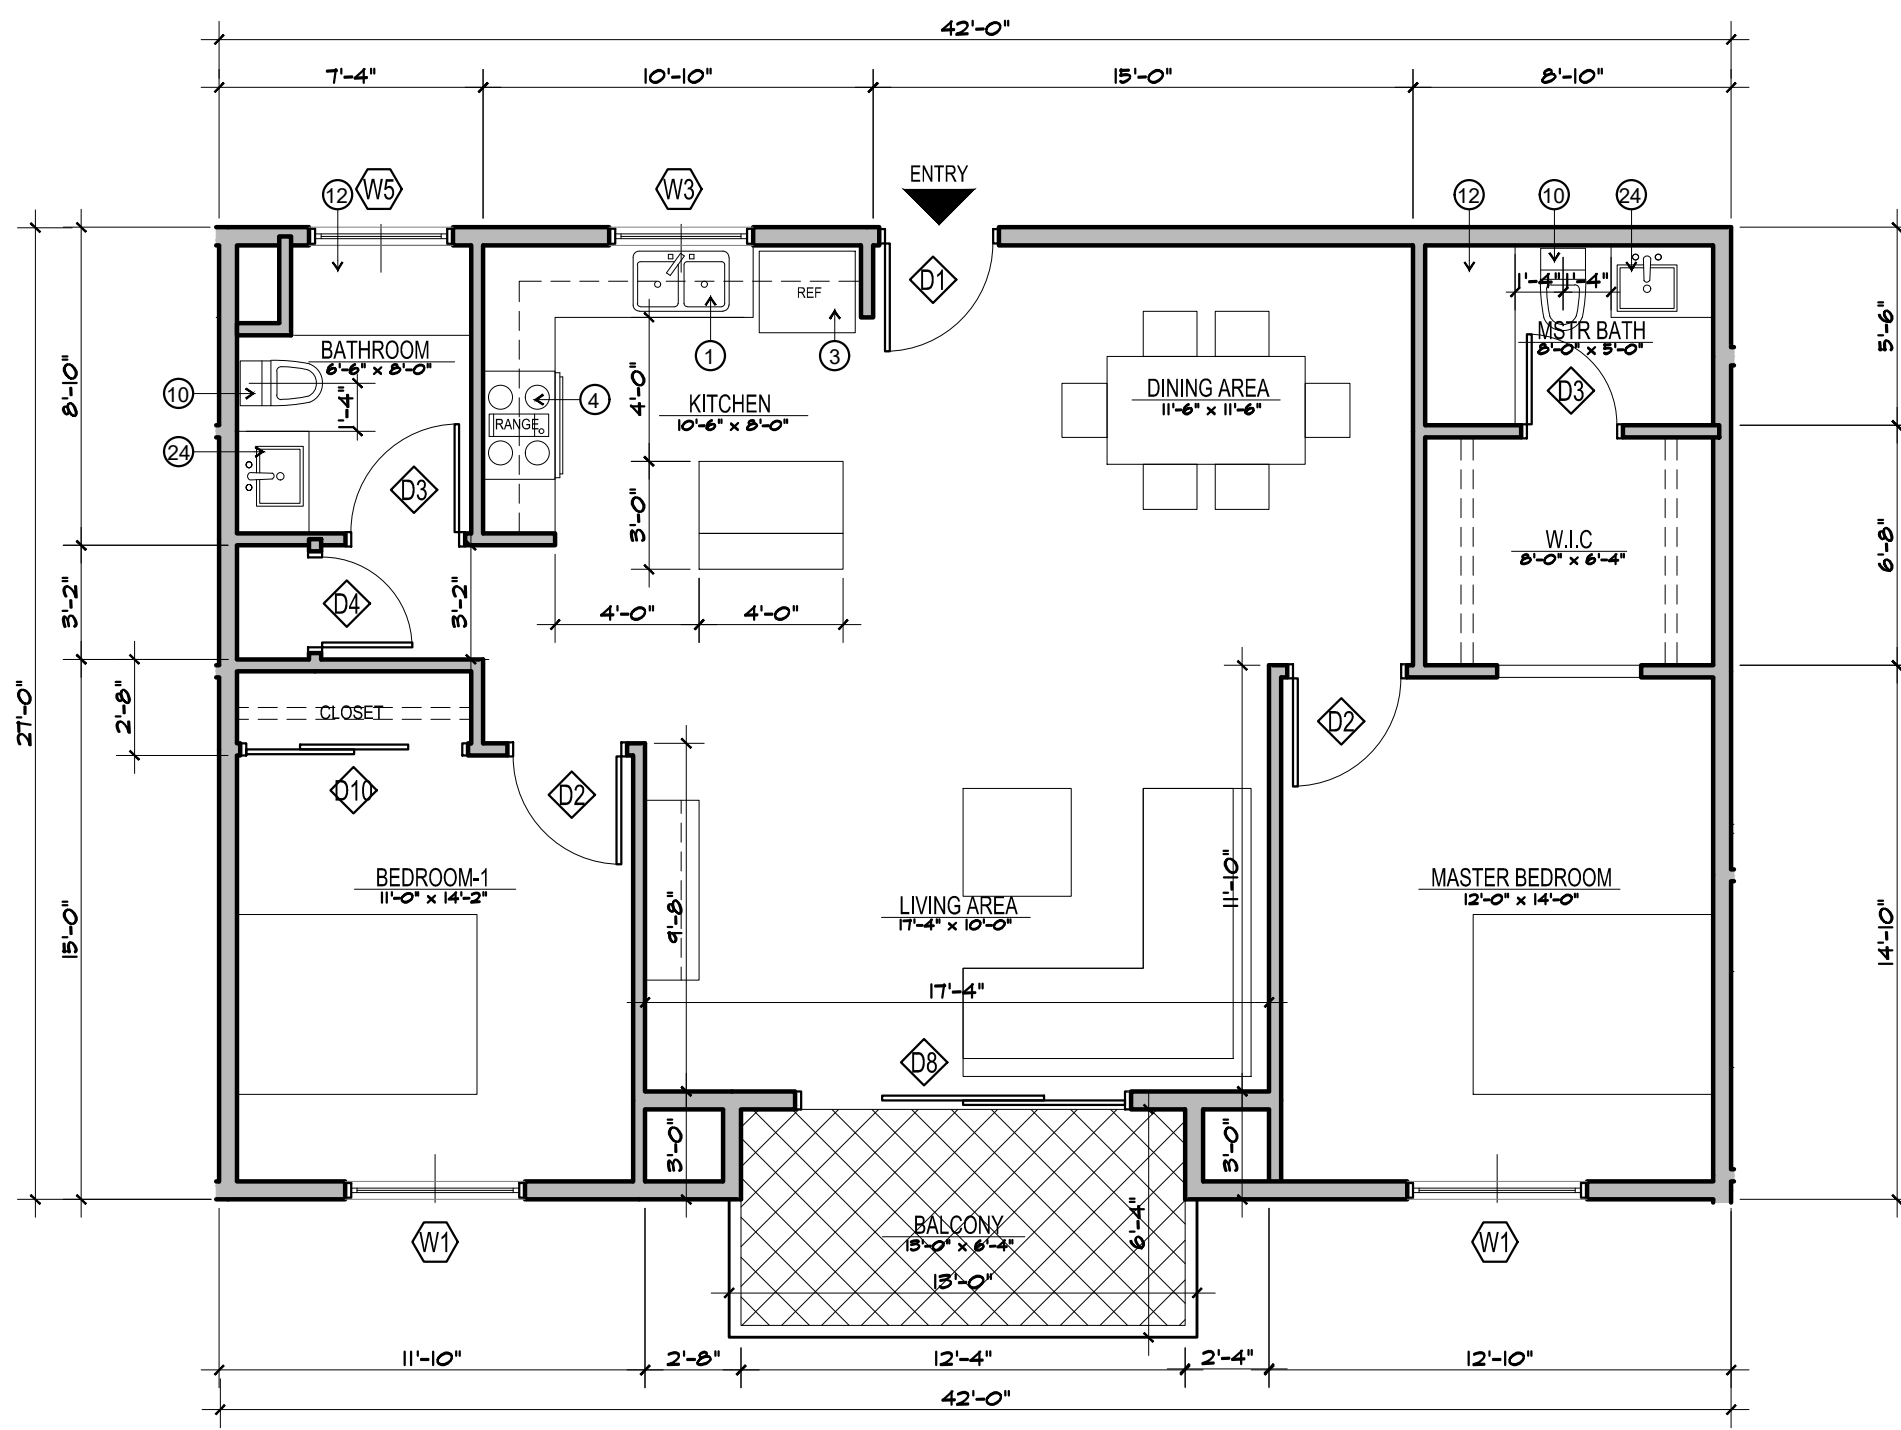 42'-0"
7'-4" 10'-10" 15'-0" 8'-10"
ENTRY
12 W5 W3 12 10 24
D1
REF
1'-4" 1'-4"
MSTR BATH
8'-0" x 5'-0"
5'-6"
BATHROOM
6'-6" x 8'-0"
1 3
10
1'-4"
8'-10"
4
RANGE
4'-0"
KITCHEN
10'-6" x 8'-0"
DINING AREA
11'-6" x 11'-6"
D3
24
D3
3'-0"
W.I.C
8'-0" x 6'-4"
6'-8"
3'-2"
D4
3'-2"
4'-0" 4'-0"
27'-0"
2'-8"
CLOSET
D2
D10
D2
BEDROOM-1
11'-0" x 14'-2"
9'-8"
LIVING AREA
17'-4" x 10'-0"
11'-10"
MASTER BEDROOM
12'-0" x 14'-0"
15'-0"
14'-10"
17'-4"
D8
3'-0" 3'-0"
W1
BALCONY
13'-0" x 6'-4"
6'-4"
W1
13'-0"
11'-10" 2'-8" 12'-4" 2'-4" 12'-10"
42'-0"